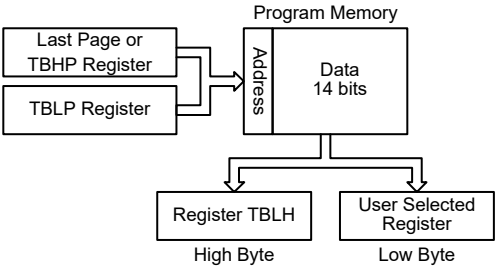 Program Memory
Last Page or
TBHP Register
TBLP Register
Address
Data
14 bits
Register TBLH
User Selected
Register
High Byte
Low Byte